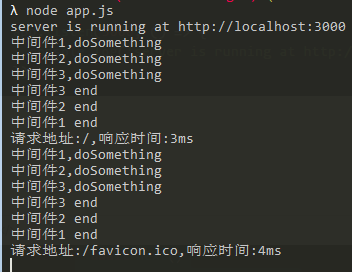 λ node app.js
server is running at http://localhost:3000
中间件1,doSomething
中间件2,doSomething
中间件3,doSomething
中间件3 end
中间件2 end
中间件1 end
请求地址:/,响应时间:3ms
中间件1,doSomething
中间件2,doSomething
中间件3,doSomething
中间件3 end
中间件2 end
中间件1 end
请求地址:/favicon.ico,响应时间:4ms